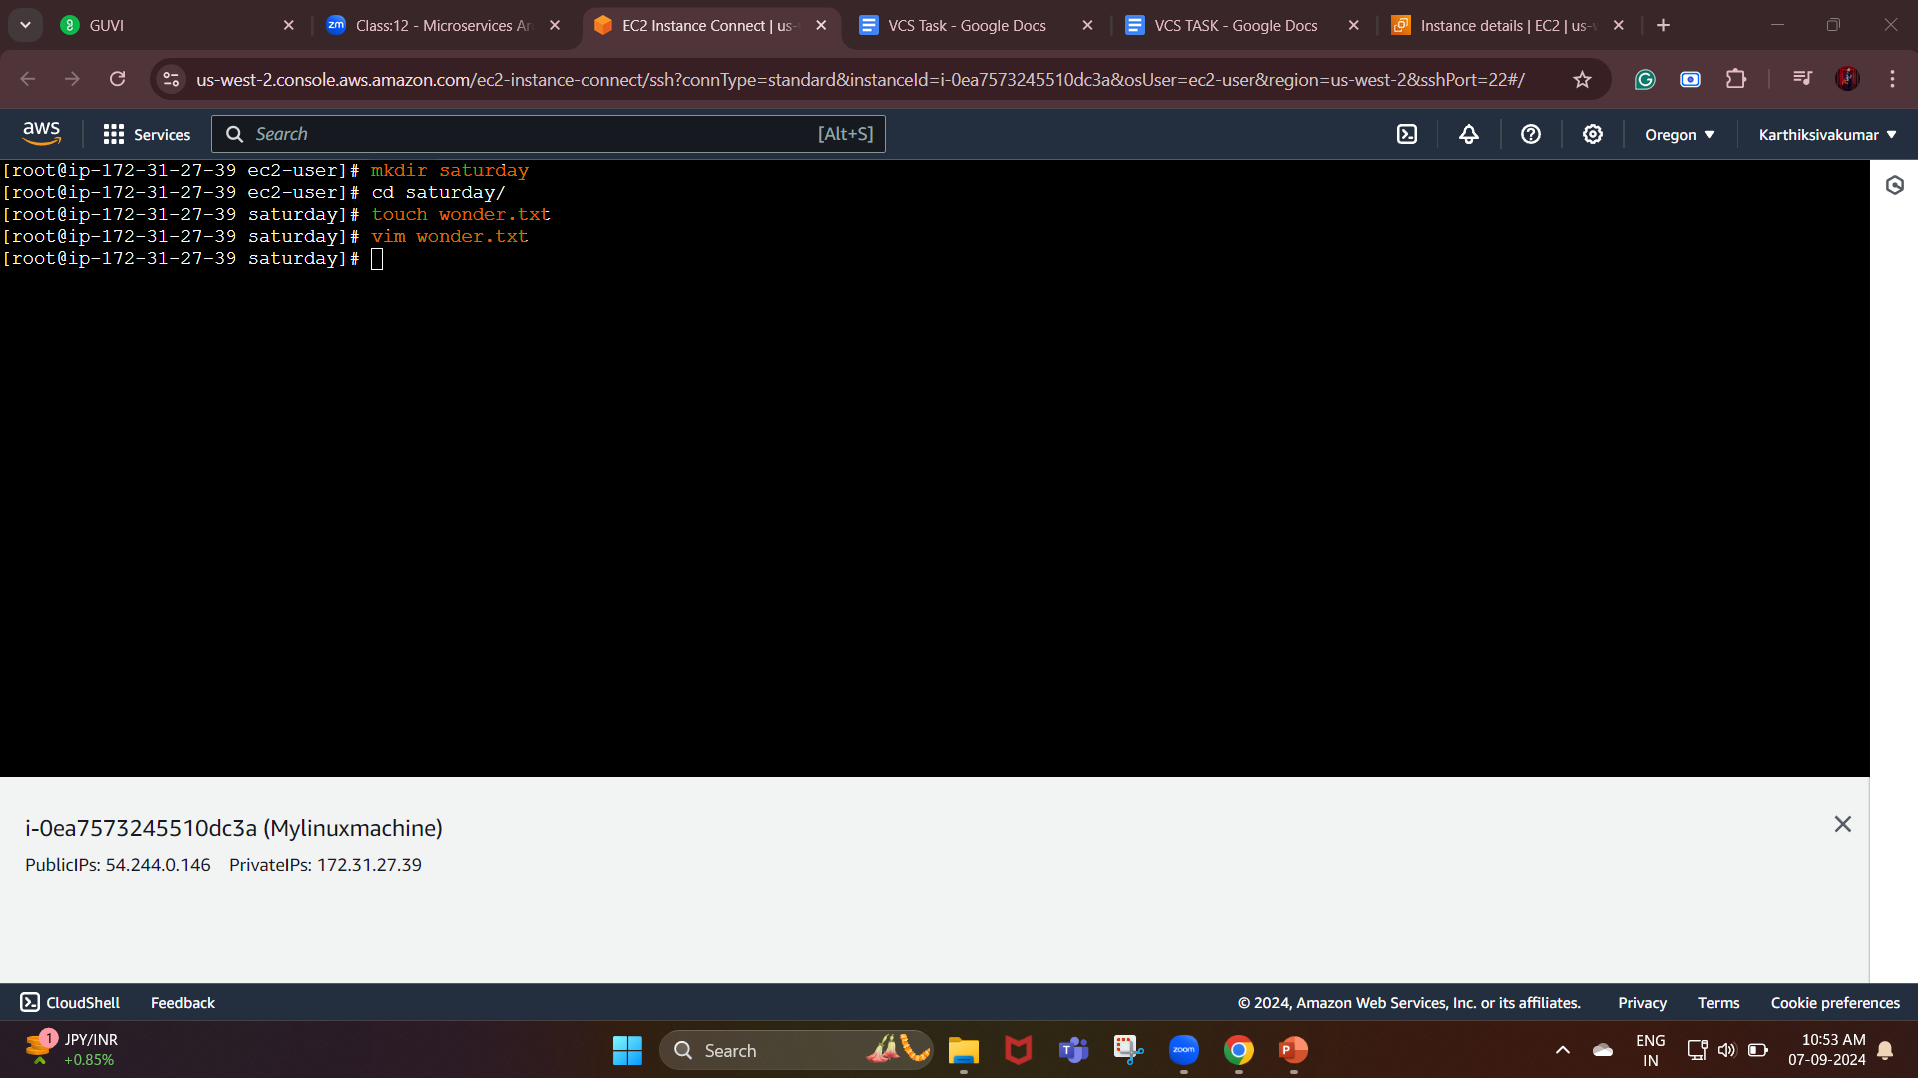 GUVI
Class:12 - Microservices Ar
EC2 Instance Connect | us-
VCS Task - Google Docs
VCS TASK - Google Docs
Instance details | EC2 | us-
us-west-2.console.aws.amazon.com/ec2-instance-connect/ssh?connType=standard&instanceId=i-0ea7573245510dc3a&osUser=ec2-user&region=us-west-2&sshPort=22#/
aws
Services
Search
[Alt+S]
Oregon
Karthiksivakumar
[root@ip-172-31-27-39 ec2-user]# mkdir saturday
[root@ip-172-31-27-39 ec2-user]# cd saturday/
[root@ip-172-31-27-39 saturday]# touch wonder.txt
[root@ip-172-31-27-39 saturday]# vim wonder.txt
[root@ip-172-31-27-39 saturday]#
i-0ea7573245510dc3a (Mylinuxmachine)
PublicIPs: 54.244.0.146 PrivateIPs: 172.31.27.39
CloudShell
Feedback
© 2024, Amazon Web Services, Inc. or its affiliates.
Privacy
Terms
Cookie preferences
1
JPY/INR
+0.85%
Search
zoom
ENG
IN
10:53 AM
07-09-2024